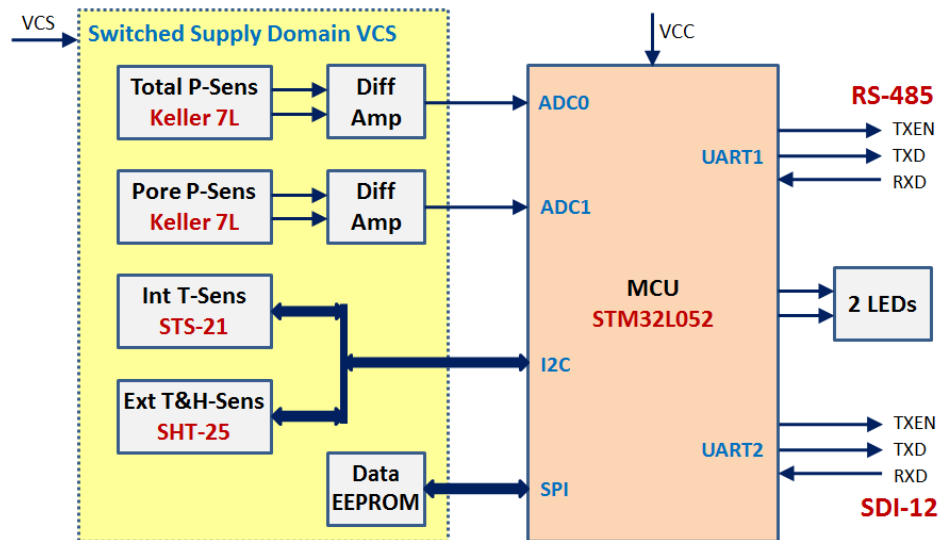 VCS
Switched Supply Domain VCS
VCC
Total P-Sens
Keller 7L
Diff
Amp
ADC0
RS-485
TXEN
UART1
TXD
RXD
Pore P-Sens
Keller 7L
Diff
Amp
ADC1
Int T-Sens
STS-21
MCU
STM32L052
2 LEDs
I2C
Ext T&H-Sens
SHT-25
TXEN
UART2
TXD
RXD
Data
EEPROM
SPI
SDI-12